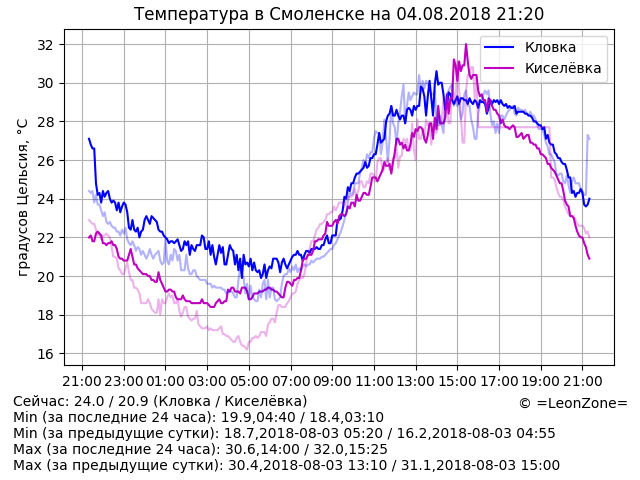 Температура в Смоленске на 04.08.2018 21:20
Кловка
Киселёвка
градусов Цельсия, °C
32
30
28
26
24
22
20
18
16
21:00 23:00 01:00 03:00 05:00 07:00 09:00 11:00 13:00 15:00 17:00 19:00 21:00
Сейчас: 24.0 / 20.9 (Кловка / Киселёвка)
© =LeonZone=
Min (за последние 24 часа): 19.9,04:40 / 18.4,03:10
Min (за предыдущие сутки): 18.7,2018-08-03 05:20 / 16.2,2018-08-03 04:55
Max (за последние 24 часа): 30.6,14:00 / 32.0,15:25
Max (за предыдущие сутки): 30.4,2018-08-03 13:10 / 31.1,2018-08-03 15:00